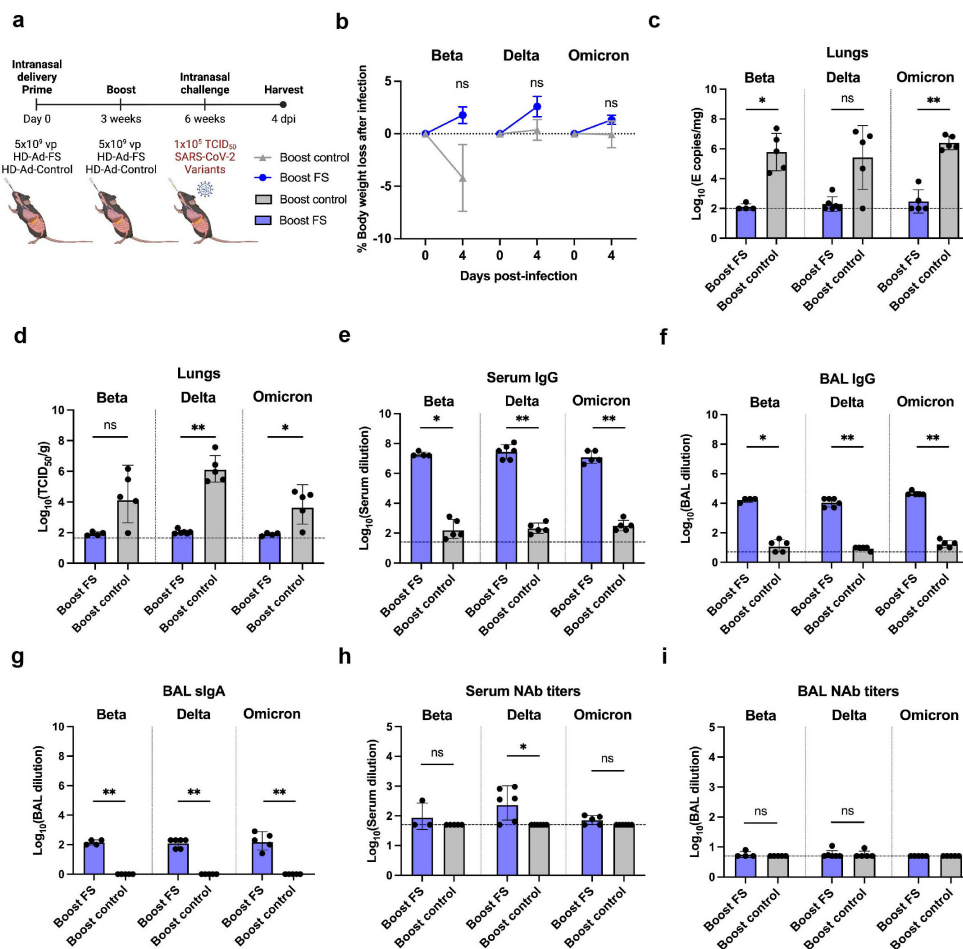 a
Intranasal
delivery
Prime
Boost
Intranasal
challenge
Harvest
Day 0
3 weeks
6 weeks
4 dpi
5x10⁹ vp
HD-Ad-FS
HD-Ad-Control
5x10⁹ vp
HD-Ad-FS
HD-Ad-Control
1x10⁵ TCID₅₀
SARS-CoV-2
Variants
Boost control
Boost FS
Boost control
Boost FS
b
Beta Delta Omicron
ns ns ns
% Body weight loss after infection
5
0
-5
-10
0 4 0 4 0 4
Days post-infection
c
Lungs
Beta Delta Omicron
* ns **
Log₁₀(E copies/mg)
10
8
6
4
2
0
Boost FS Boost control Boost FS Boost control Boost FS Boost control
d
Lungs
Beta Delta Omicron
ns ** *
Log₁₀(TCID₅₀/g)
10
8
6
4
2
0
Boost FS Boost control Boost FS Boost control Boost FS Boost control
e
Serum IgG
Beta Delta Omicron
* ** **
Log₁₀(Serum dilution)
10
8
6
4
2
0
Boost FS Boost control Boost FS Boost control Boost FS Boost control
f
BAL IgG
Beta Delta Omicron
* ** **
Log₁₀(BAL dilution)
10
8
6
4
2
0
Boost FS Boost control Boost FS Boost control Boost FS Boost control
g
BAL sIgA
Beta Delta Omicron
** ** **
Log₁₀(BAL dilution)
10
8
6
4
2
0
Boost FS Boost control Boost FS Boost control Boost FS Boost control
h
Serum NAb titers
Beta Delta Omicron
ns * ns
Log₁₀(Serum dilution)
5
4
3
2
1
Boost FS Boost control Boost FS Boost control Boost FS Boost control
i
BAL NAb titers
Beta Delta Omicron
ns ns
Log₁₀(BAL dilution)
5
4
3
2
1
0
Boost FS Boost control Boost FS Boost control Boost FS Boost control